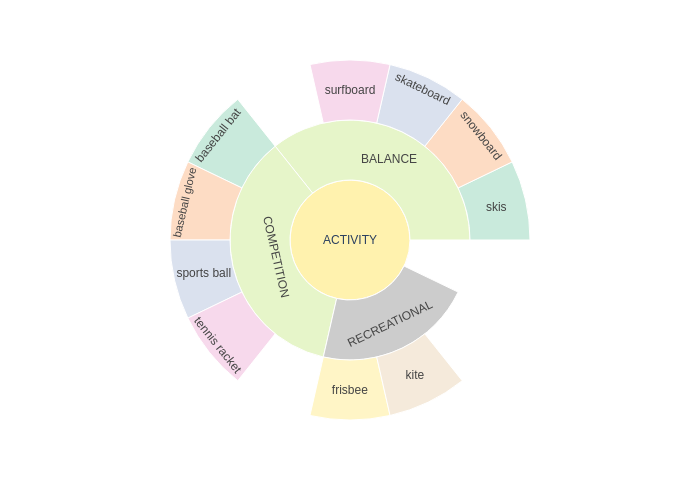 surfboard
skateboard
snowboard
skis
BALANCE
baseball bat
baseball glove
sports ball
tennis racket
COMPETITION
ACTIVITY
RECREATIONAL
frisbee
kite